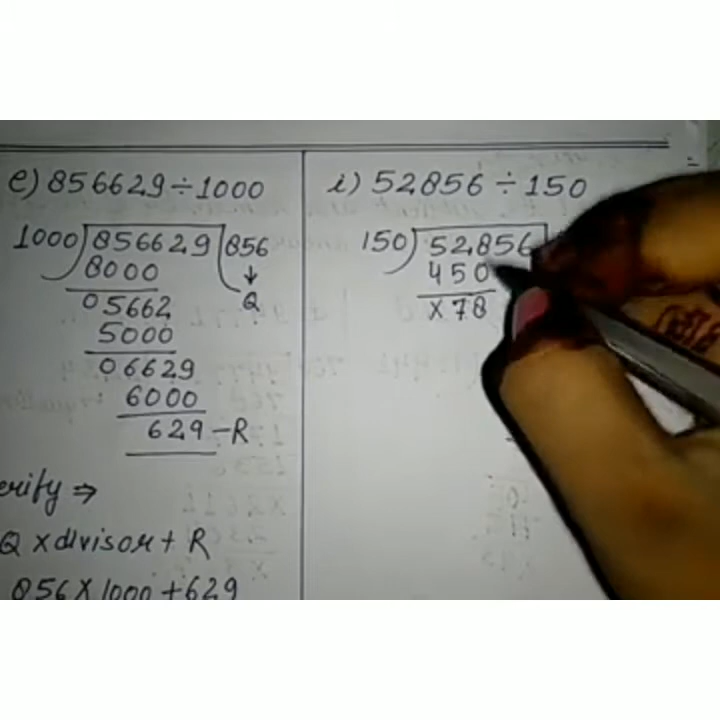 e) 856629÷1000
1000 856629 856
8000
↓
Q
05662
5000
06629
6000
629 – R
erify ⇒
Q x divisor + R
856 X 1000 + 629
i) 52856 ÷ 150
150 52856
450
x78